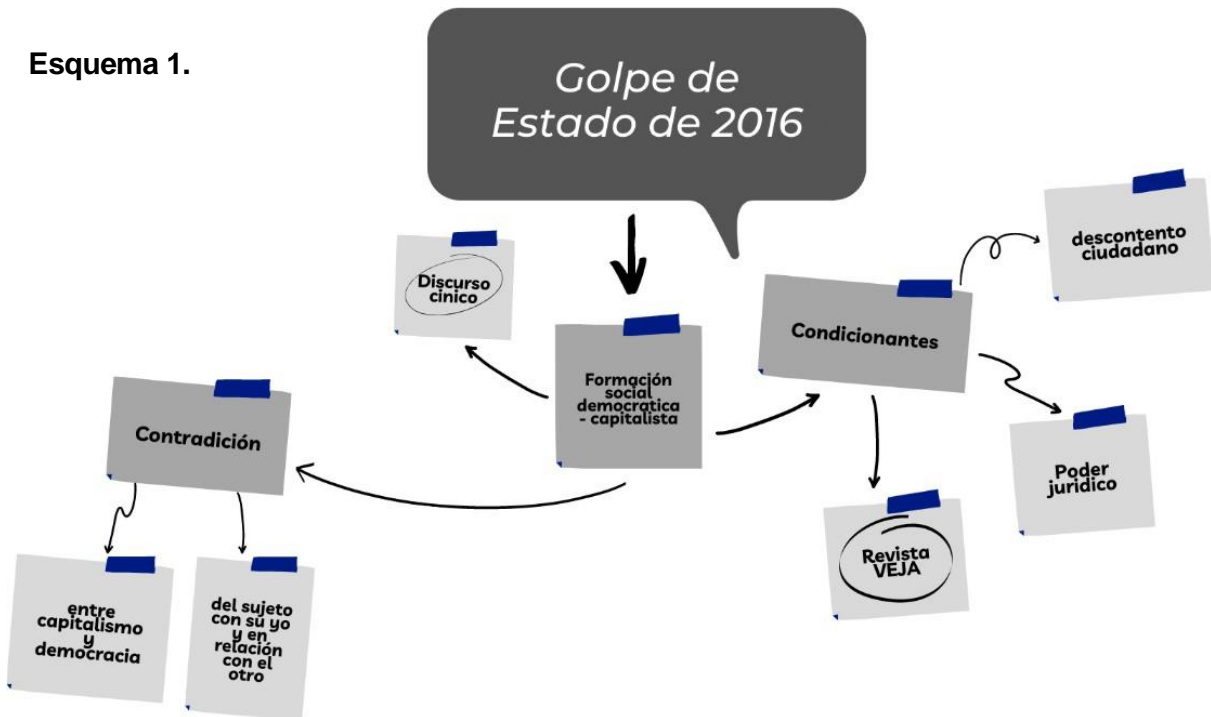 Esquema 1.
Golpe de
Estado de 2016
descontento
ciudadano
Discurso
cinico
Condicionantes
Formación
social
democratica
- capitalista
Contradición
Poder
juridico
Revista
VEJA
entre
capitalismo
y
democracia
del sujeto
con su yo
y en
relación
con el
otro